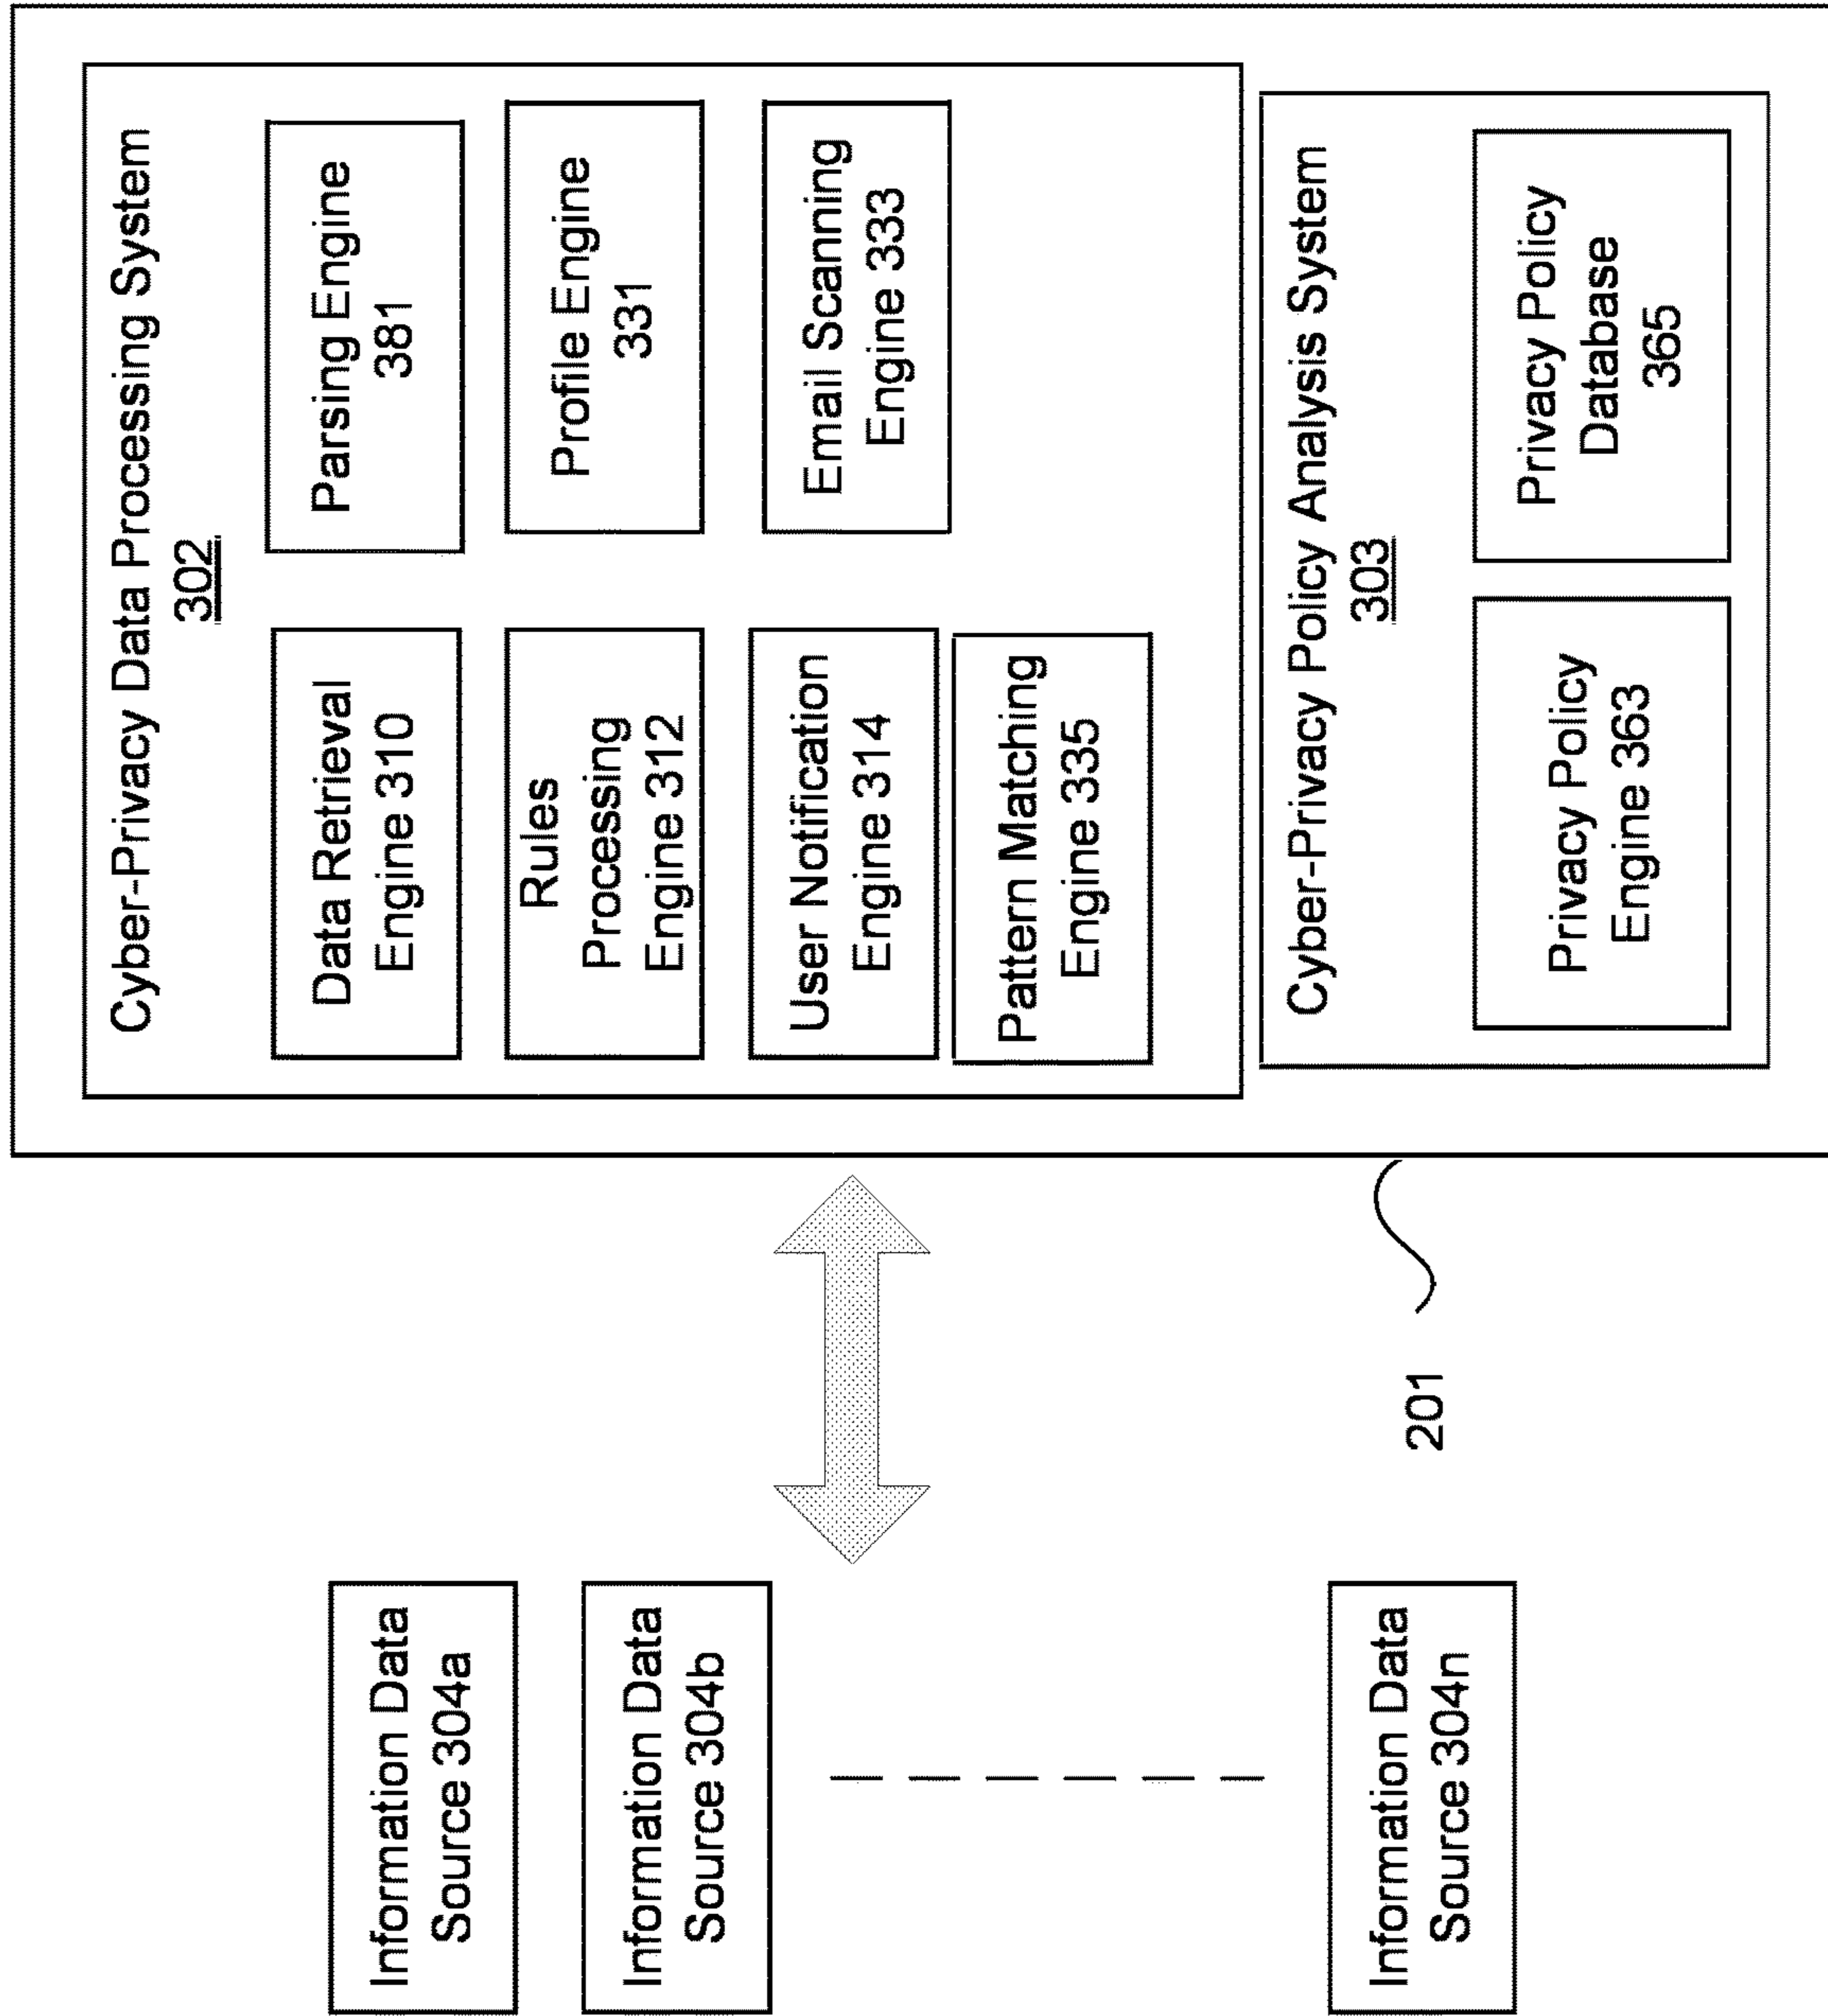 Information Data
Source 304a
Information Data
Source 304b
Information Data
Source 304n
201
Cyber-Privacy Data Processing System
302
Data Retrieval
Engine 310
Parsing Engine
381
Rules
Processing
Engine 312
Profile Engine
331
User Notification
Engine 314
Email Scanning
Engine 333
Pattern Matching
Engine 335
Cyber-Privacy Policy Analysis System
303
Privacy Policy
Engine 363
Privacy Policy
Database
365